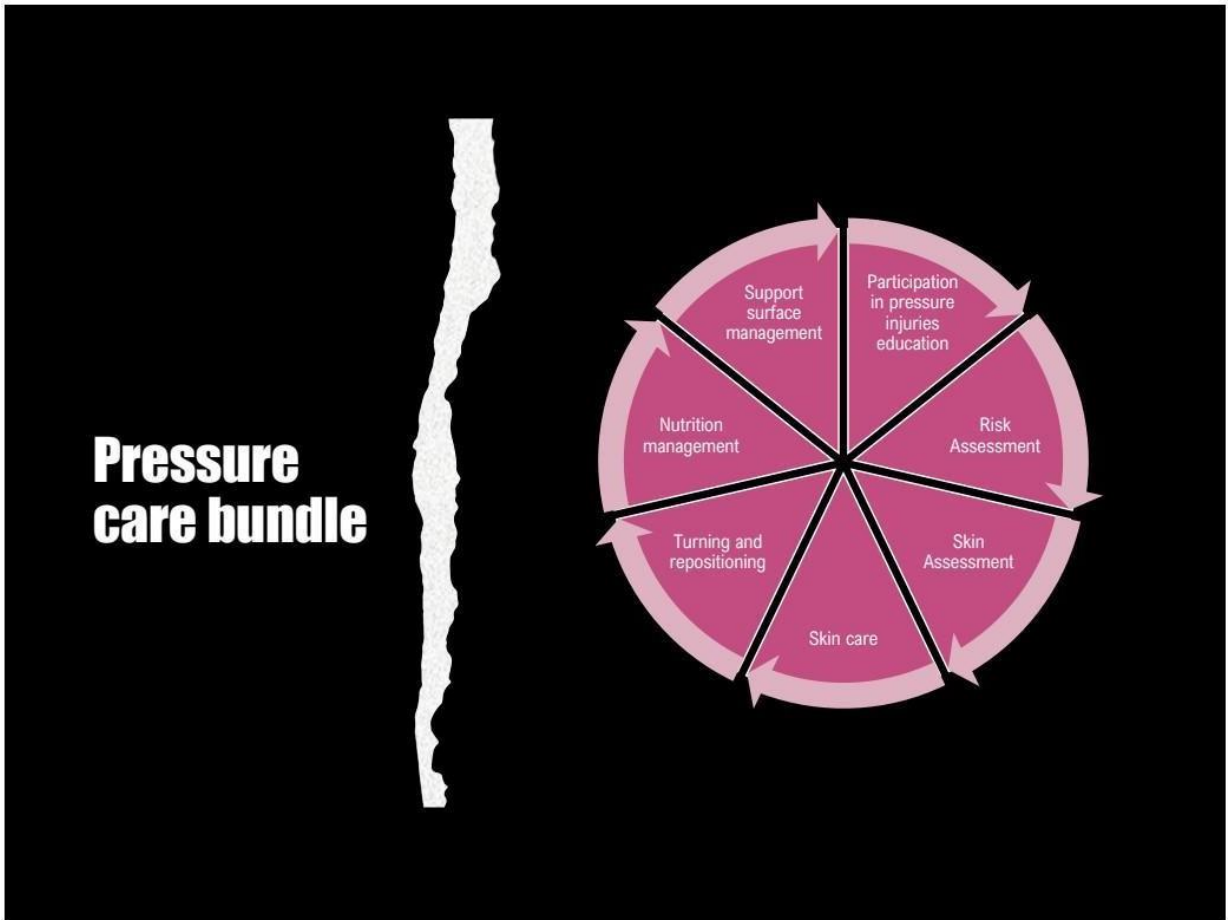 Pressure
care bundle
Participation
in pressure
injuries
education
Risk
Assessment
Skin
Assessment
Skin care
Turning and
repositioning
Nutrition
management
Support
surface
management